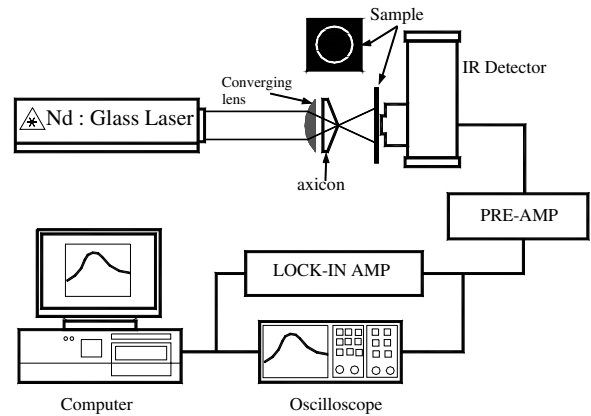 Sample
IR Detector
Converging
lens
Nd : Glass Laser
axicon
PRE-AMP
LOCK-IN AMP
Computer
Oscilloscope